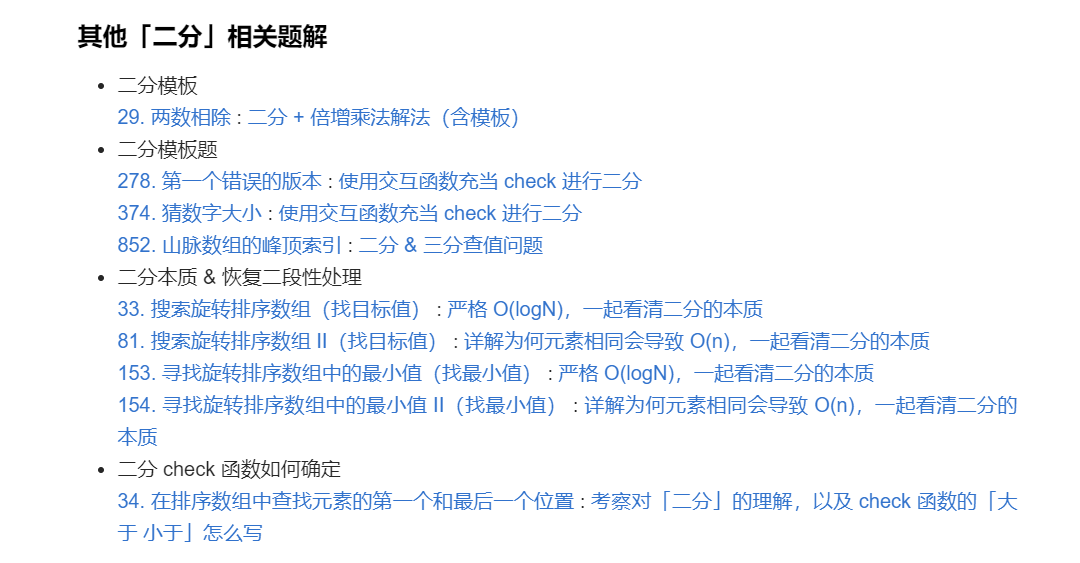 其他「二分」相关题解
二分模板
29. 两数相除 : 二分 + 倍增乘法解法（含模板）
二分模板题
278. 第一个错误的版本 : 使用交互函数充当 check 进行二分
374. 猜数字大小 : 使用交互函数充当 check 进行二分
852. 山脉数组的峰顶索引 : 二分 & 三分查值问题
二分本质 & 恢复二段性处理
33. 搜索旋转排序数组（找目标值） : 严格 O(logN)，一起看清二分的本质
81. 搜索旋转排序数组 II（找目标值） : 详解为何元素相同会导致 O(n)，一起看清二分的本质
153. 寻找旋转排序数组中的最小值（找最小值） : 严格 O(logN)，一起看清二分的本质
154. 寻找旋转排序数组中的最小值 II（找最小值） : 详解为何元素相同会导致 O(n)，一起看清二分的
本质
二分 check 函数如何确定
34. 在排序数组中查找元素的第一个和最后一个位置 : 考察对「二分」的理解，以及 check 函数的「大
于 小于」怎么写